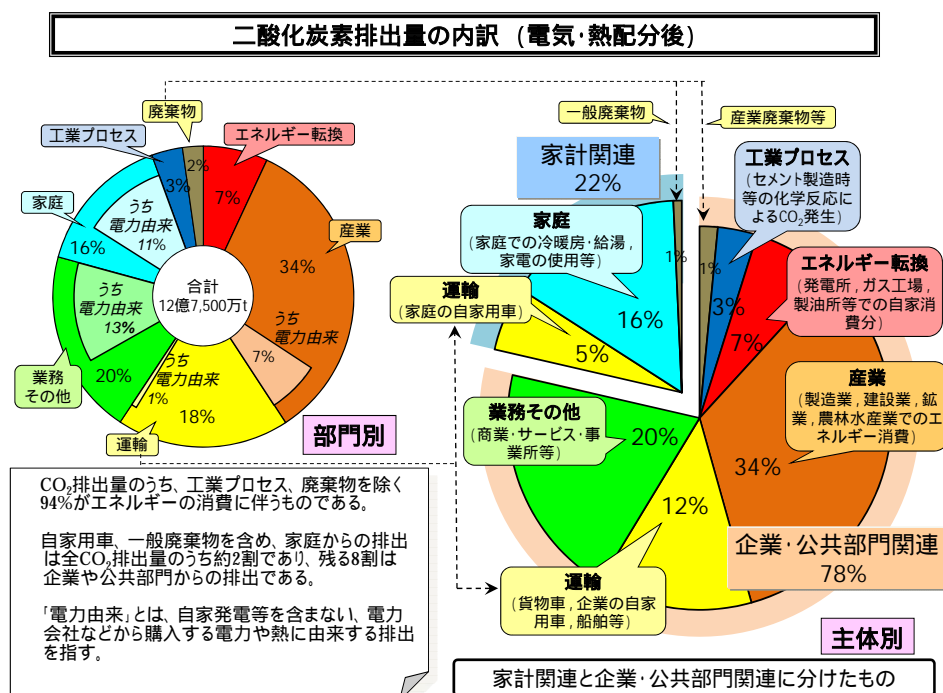 二酸化炭素排出量の内訳 (電気・熱配分後)
廃棄物
工業プロセス
エネルギー転換
家庭
産業
2%
3%
7%
うち
電力由来
11%
16%
34%
合計
12億7,500万t
うち
電力由来
13%
うち
電力由来
7%
うち
電力由来
1%
20%
18%
業務
その他
運輸
部門別
一般廃棄物
産業廃棄物等
家計関連
22%
工業プロセス
(セメント製造時
等の化学反応
によるCO₂発生)
家庭
(家庭での冷暖房・給湯,
家電の使用等)
1%
1%
3%
エネルギー転換
(発電所,ガス工場,
製油所等での自家消
費分)
運輸
(家庭の自家用車)
16%
7%
5%
産業
(製造業,建設業,鉱
業,農林水産業でのエ
ネルギー消費)
業務その他
(商業・サービス・事
業所等)
20%
34%
12%
企業・公共部門関連
78%
運輸
(貨物車,企業の自家
用車,船舶等)
主体別
CO₂排出量のうち、工業プロセス、廃棄物を除く
94%がエネルギーの消費に伴うものである。
自家用車、一般廃棄物を含め、家庭からの排出
は全CO₂排出量のうち約2割であり、残る8割は
企業や公共部門からの排出である。
「電力由来」とは、自家発電等を含まない、電力
会社などから購入する電力や熱に由来する排出
を指す。
家計関連と企業・公共部門関連に分けたもの